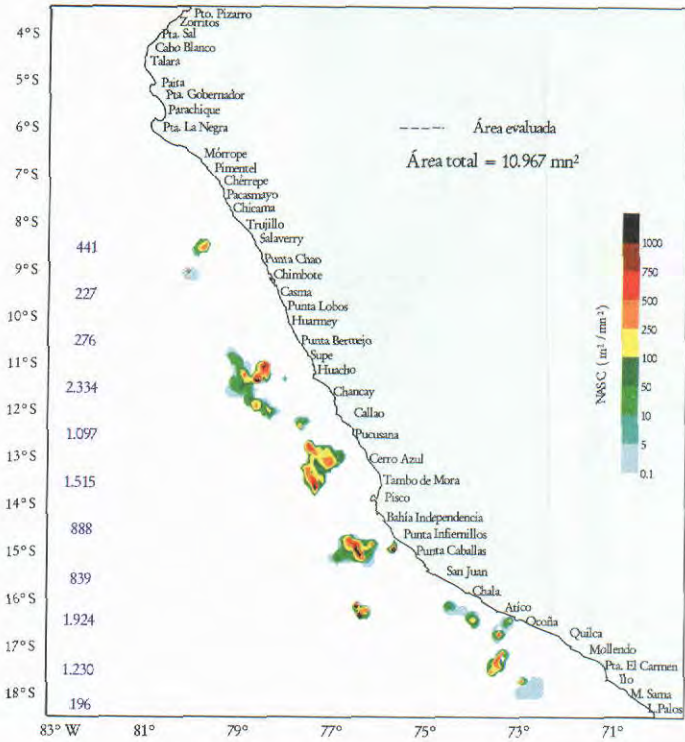 4°S
5°S
6°S
7°S
8°S
9°S
10°S
11°S
12°S
13°S
14°S
15°S
16°S
17°S
18°S
441
227
276
2.334
1.097
1.515
888
839
1.924
1.230
196
Pto. Pizarro
Zorritos
Pta. Sal
Cabo Blanco
Talara
Paita
Pta. Gobernador
Parachique
Pta. La Negra
Mórrope
Pimentel
Chérrepe
Pacasmayo
Chicama
Trujillo
Salaverry
Punta Chao
Chimbote
Casma
Punta Lobos
Huarmey
Punta Bermejo
Supe
Huacho
Chancay
Callao
Pucusana
Cerro Azul
Tambo de Mora
Pisco
Bahía Independencia
Punta Infiernillos
Punta Caballas
San Juan
Chala
Atico
Ocoña
Quilca
Mollendo
Pta. El Carmen
Ilo
M. Sama
L. Palos
Área evaluada
Área total = 10.967 mn²
NASC (m²/mn²)
1000
750
500
250
100
50
10
5
0.1
83° W
81°
79°
77°
75°
73°
71°